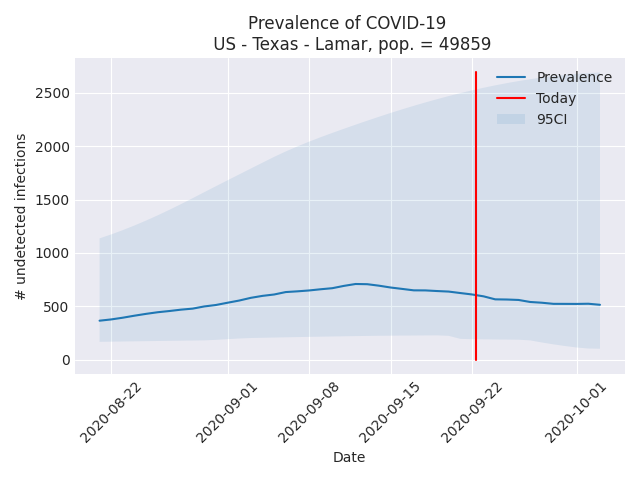 Prevalence of COVID-19
US - Texas - Lamar, pop. = 49859
Prevalence
Today
95CI
# undetected infections
2500
2000
1500
1000
500
0
2020-08-22
2020-09-01
2020-09-08
2020-09-15
2020-09-22
2020-10-01
Date